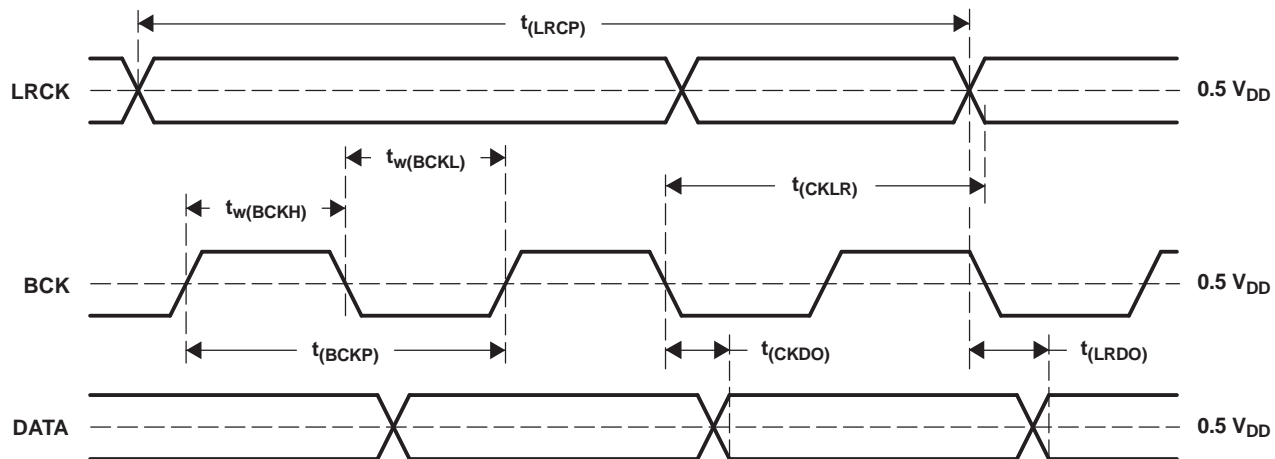 t(LRCP)
LRCK
0.5 VDD
tw(BCKL)
t(CKLR)
tw(BCKH)
BCK
0.5 VDD
t(BCKP)
t(CKDO)
t(LRDO)
DATA
0.5 VDD